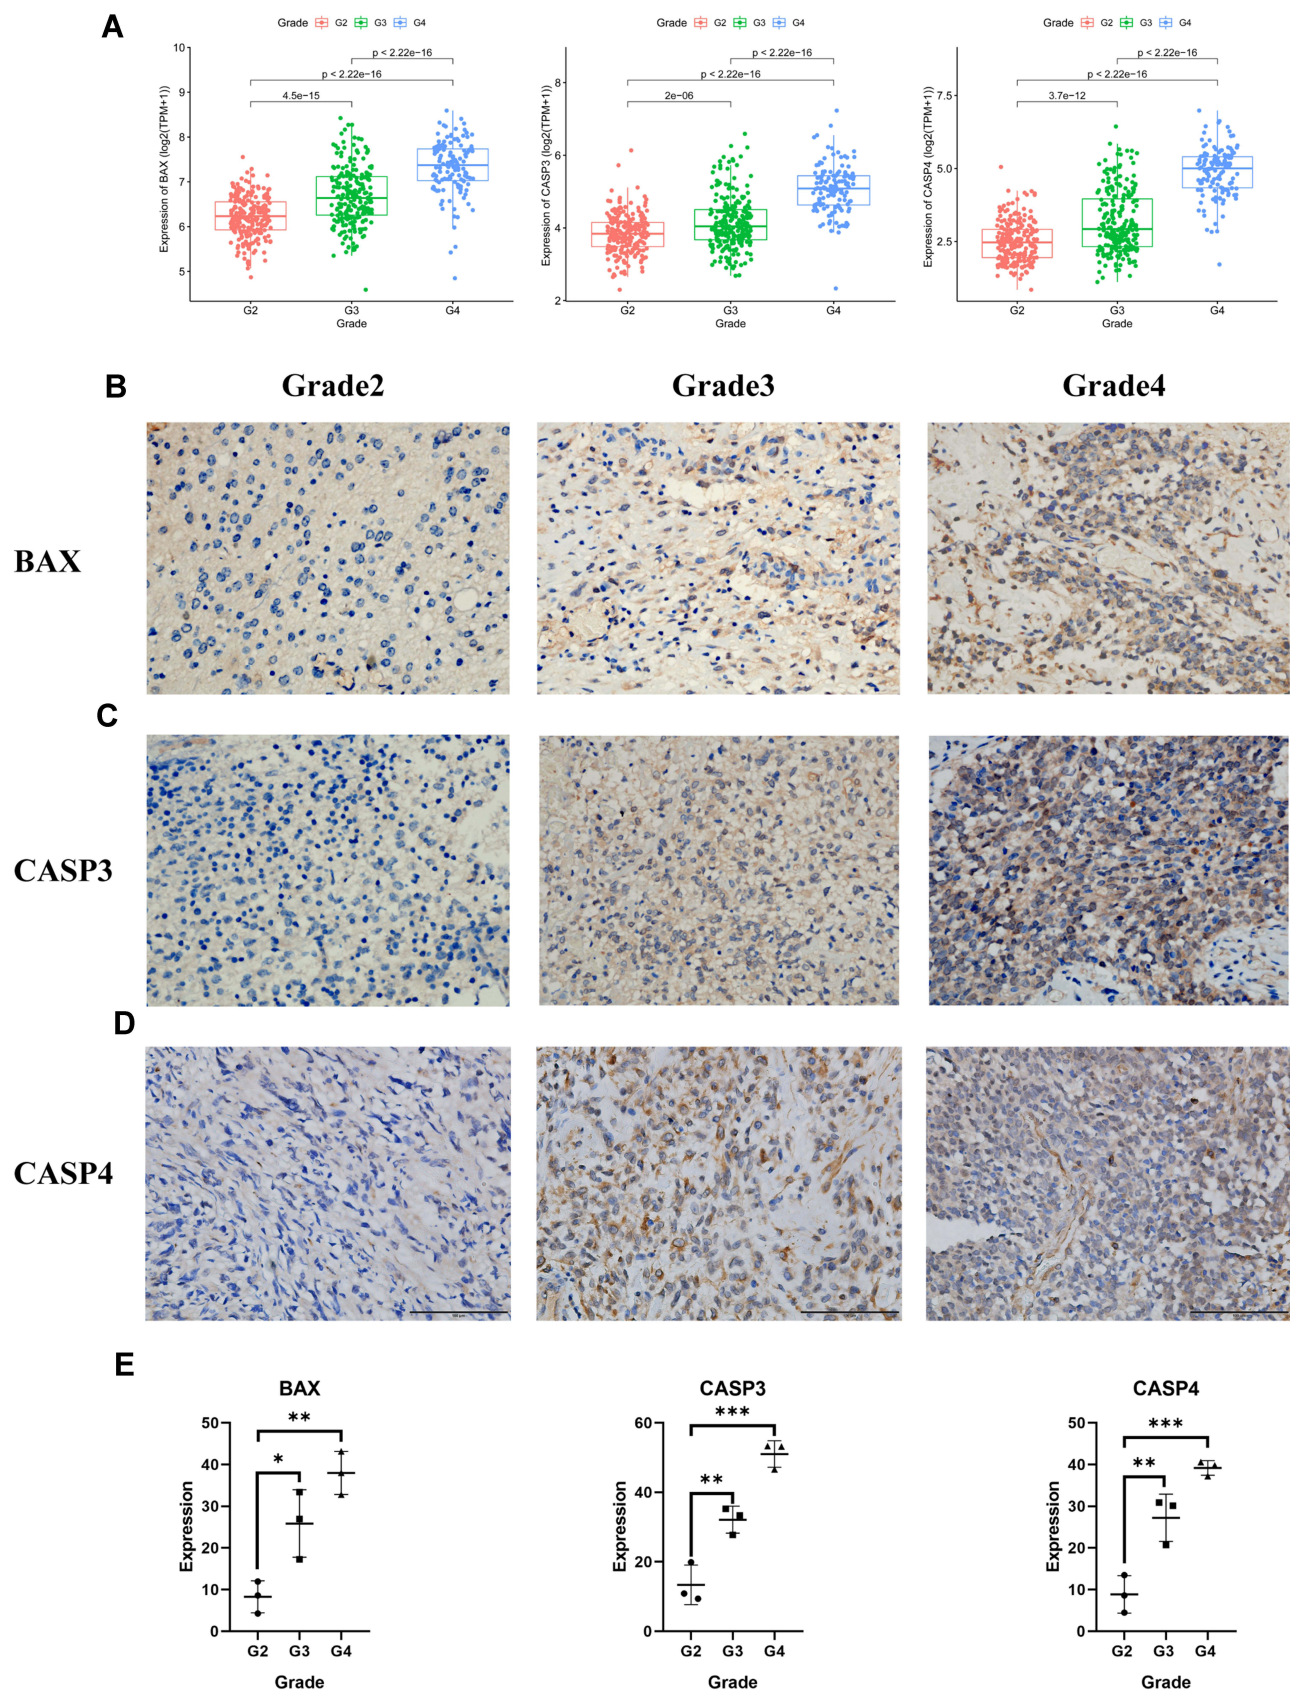 A
Grade G2 G3 G4
Grade G2 G3 G4
Grade G2 G3 G4
Expression of BAX (log2(TPM+1))
10
9
8
7
6
5
p < 2.22e−16
p < 2.22e−16
4.5e−15
G2 G3 G4
Grade
Expression of CASP3 (log2(TPM+1))
8
6
4
2
p < 2.22e−16
p < 2.22e−16
2e−06
G2 G3 G4
Grade
Expression of CASP4 (log2(TPM+1))
7.5
5.0
2.5
p < 2.22e−16
p < 2.22e−16
3.7e−12
G2 G3 G4
Grade
B
Grade2 Grade3 Grade4
BAX
C
CASP3
D
CASP4
E
BAX
Expression
50
40
30
20
10
0
**
*
G2 G3 G4
Grade
CASP3
Expression
60
40
20
0
***
**
G2 G3 G4
Grade
CASP4
Expression
50
40
30
20
10
0
***
**
G2 G3 G4
Grade